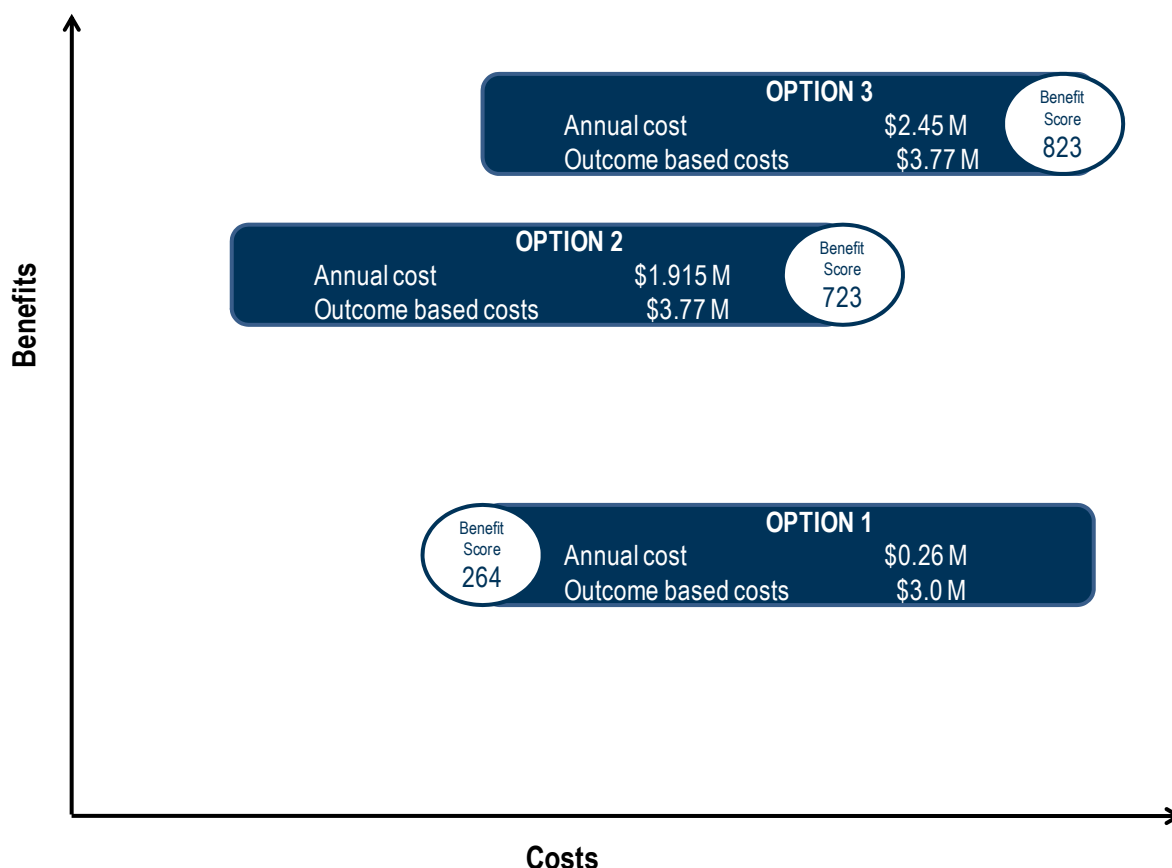 Benefits
OPTION 3
Annual cost $2.45 M
Outcome based costs $3.77 M
Benefit
Score
823
OPTION 2
Annual cost $1.915 M
Outcome based costs $3.77 M
Benefit
Score
723
OPTION 1
Annual cost $0.26 M
Outcome based costs $3.0 M
Benefit
Score
264
Costs